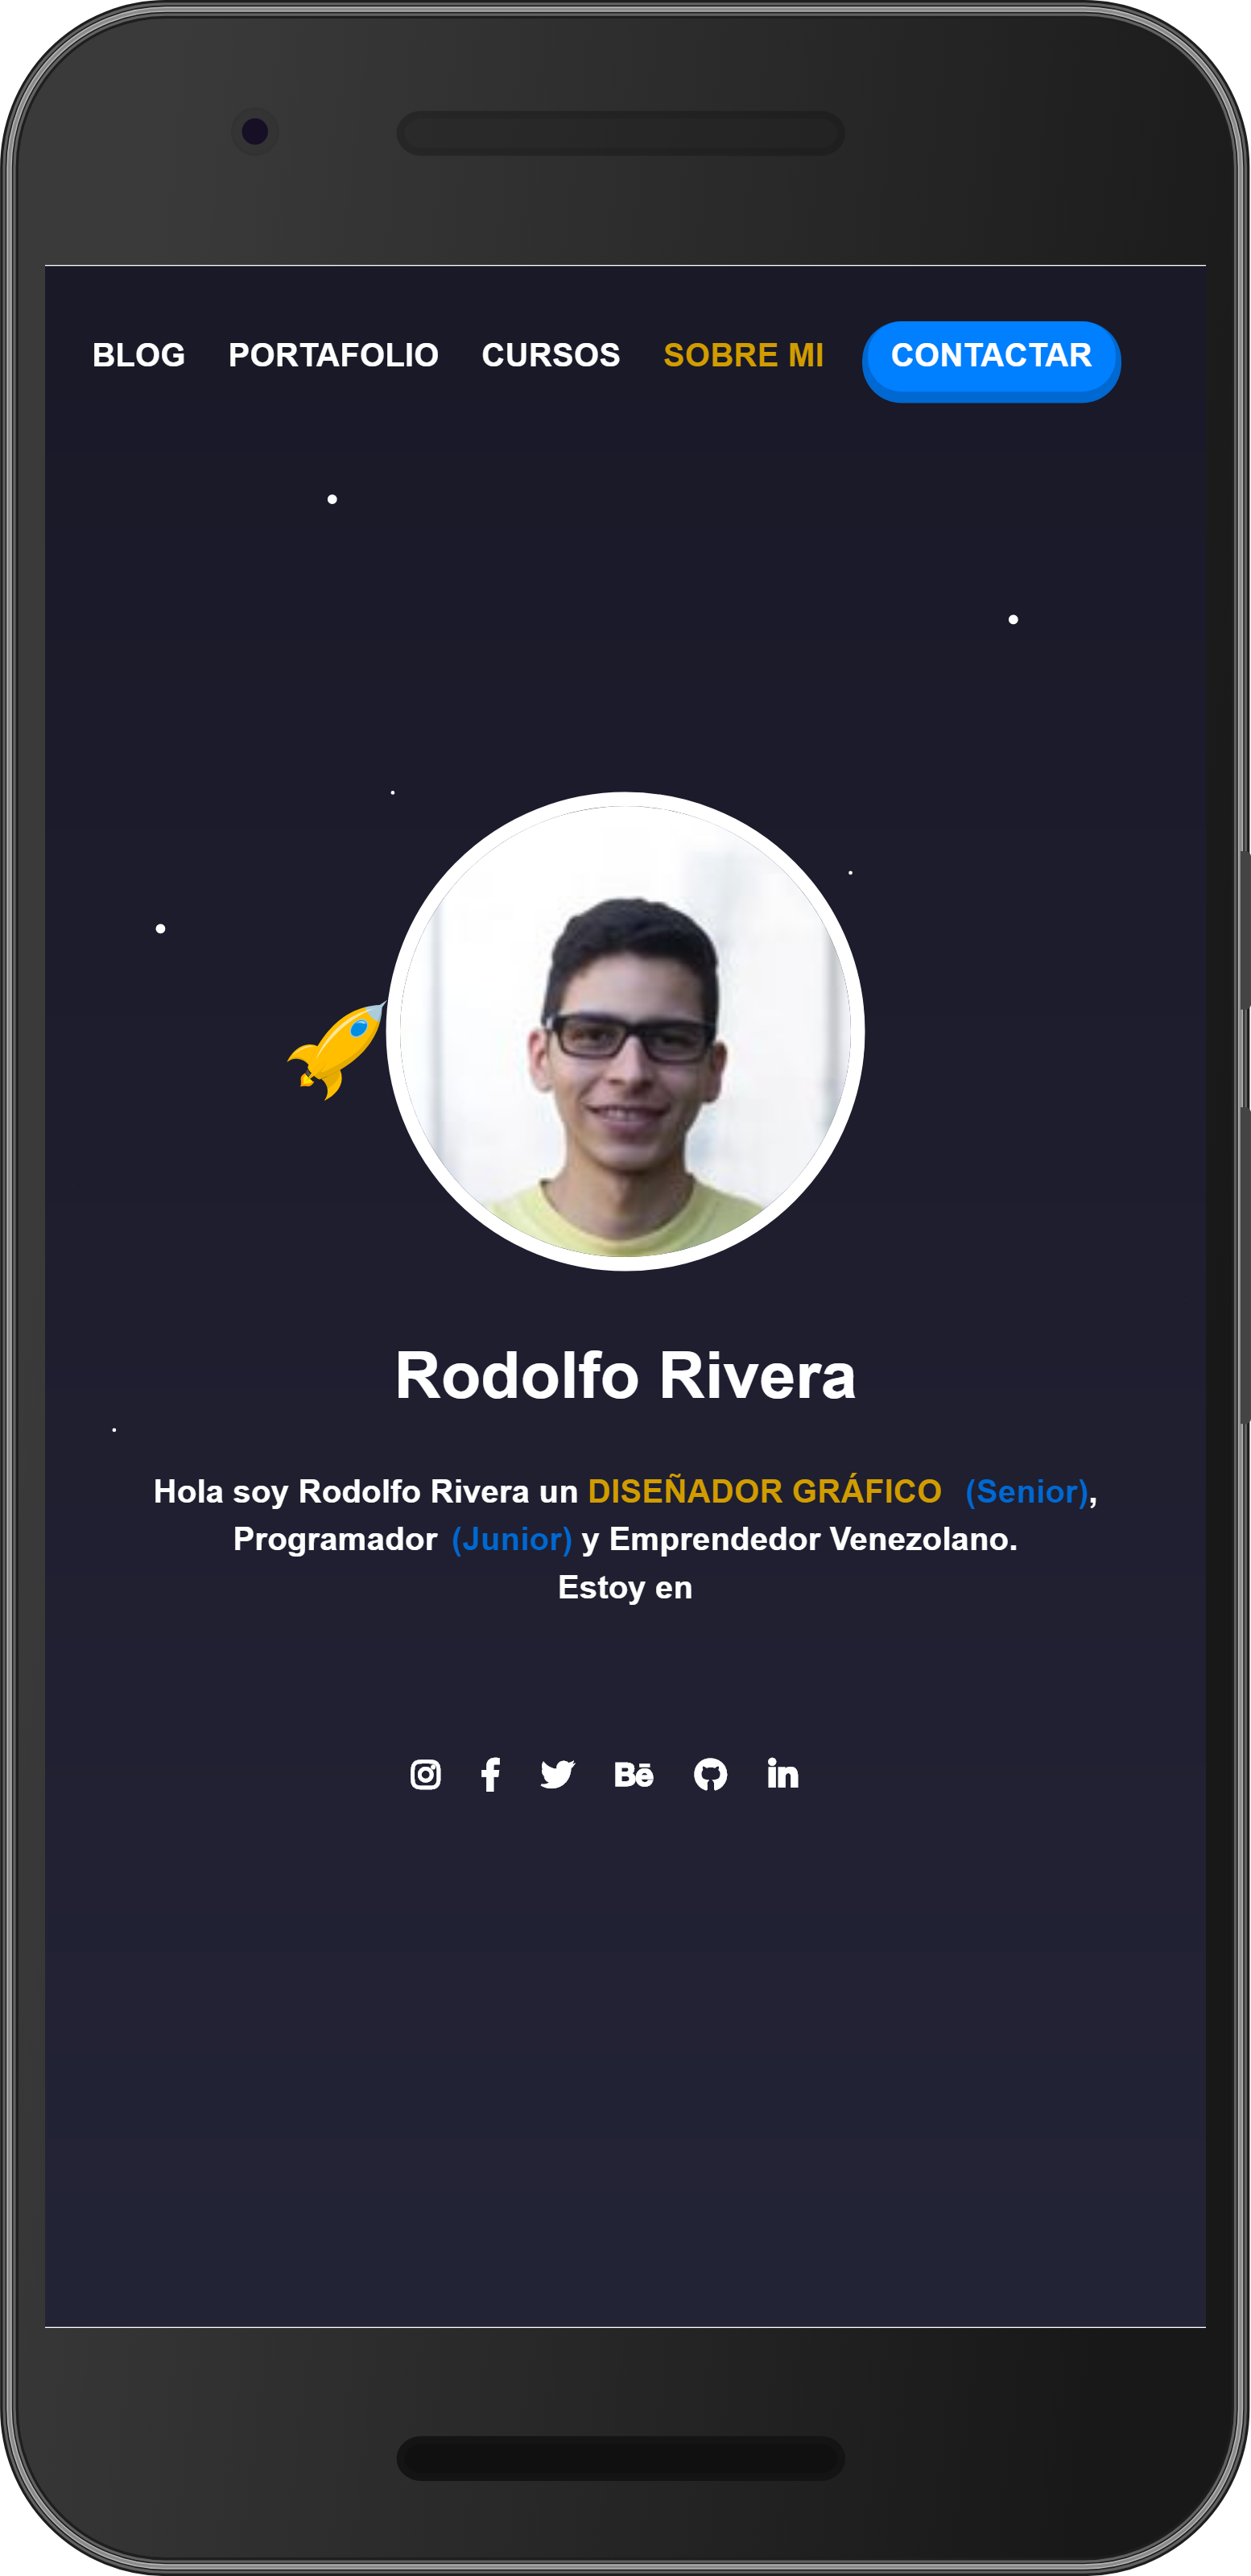 BLOG PORTAFOLIO CURSOS SOBRE MI CONTACTAR
Rodolfo Rivera
Hola soy Rodolfo Rivera un DISEÑADOR GRÁFICO (Senior),
Programador (Junior) y Emprendedor Venezolano.
Estoy en
Bē
in